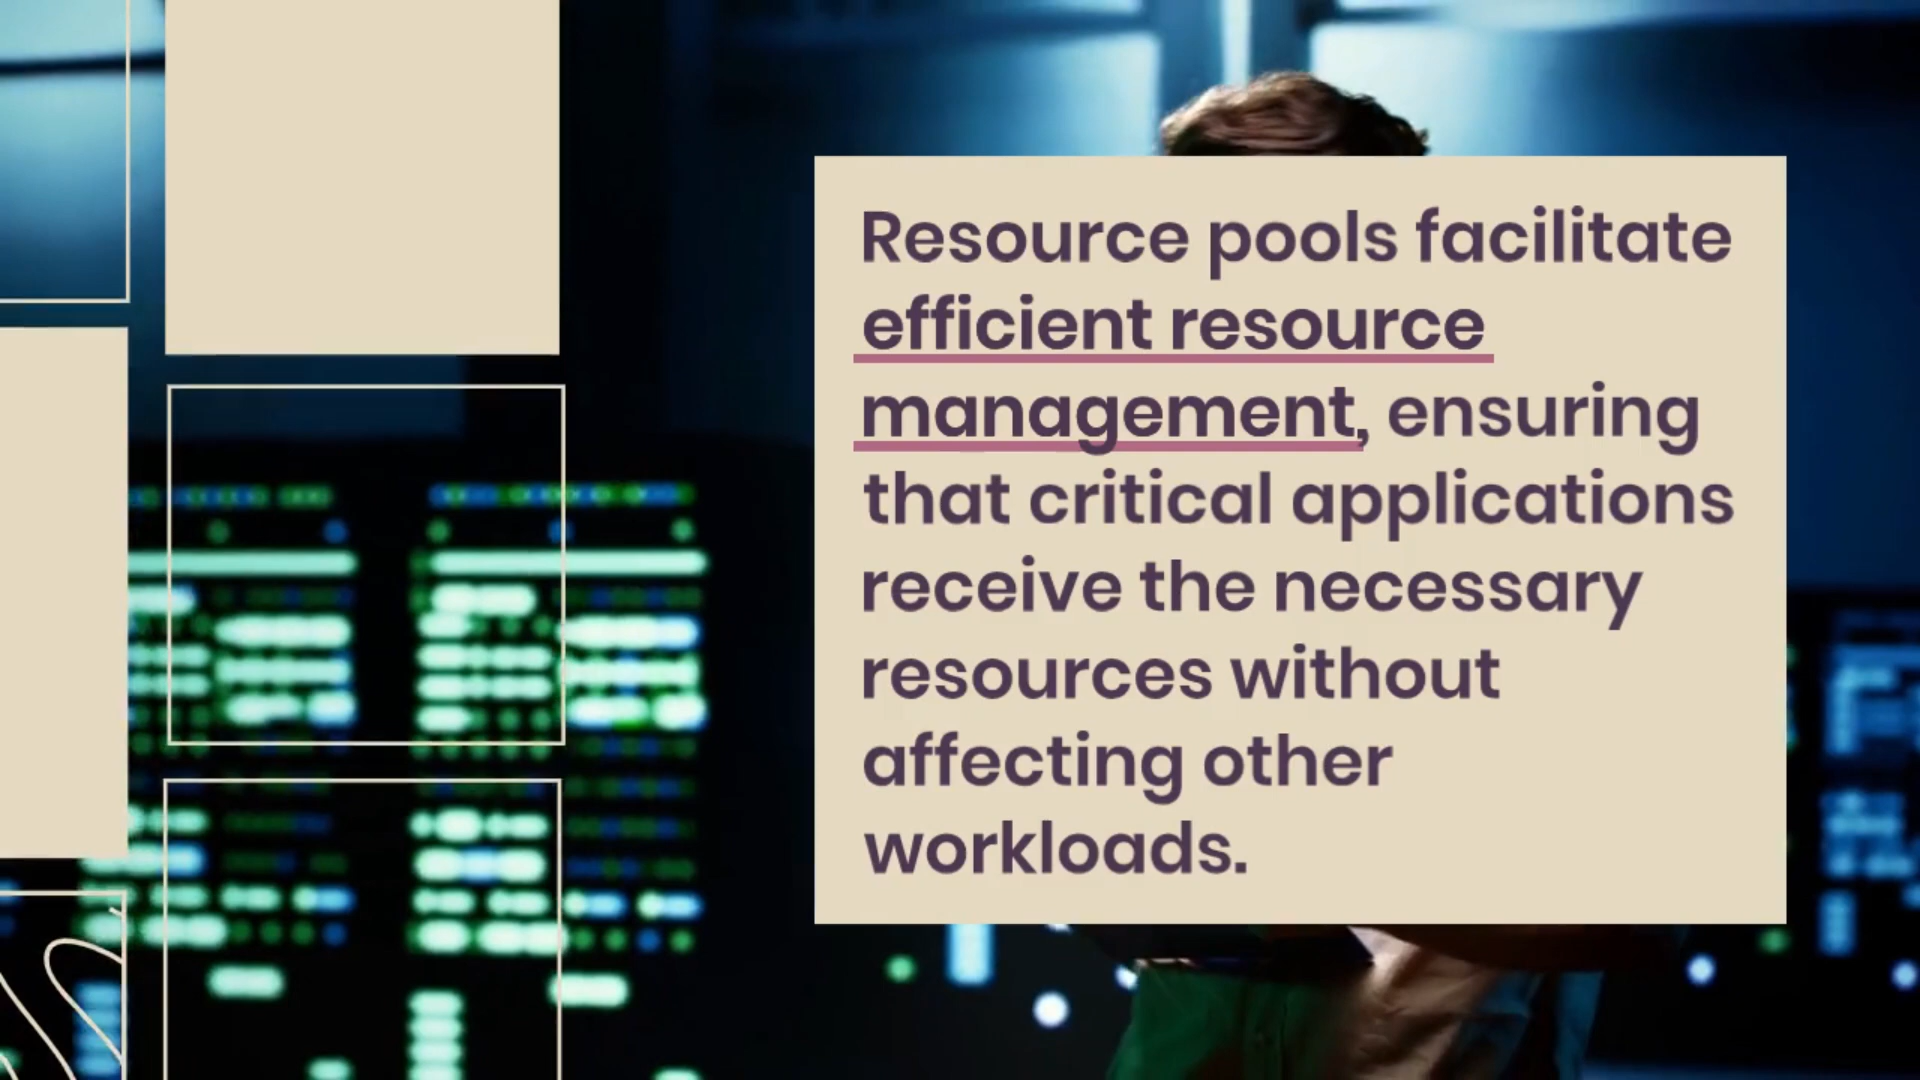 Resource pools facilitate
efficient resource
management, ensuring
that critical applications
receive the necessary
resources without
affecting other
workloads.